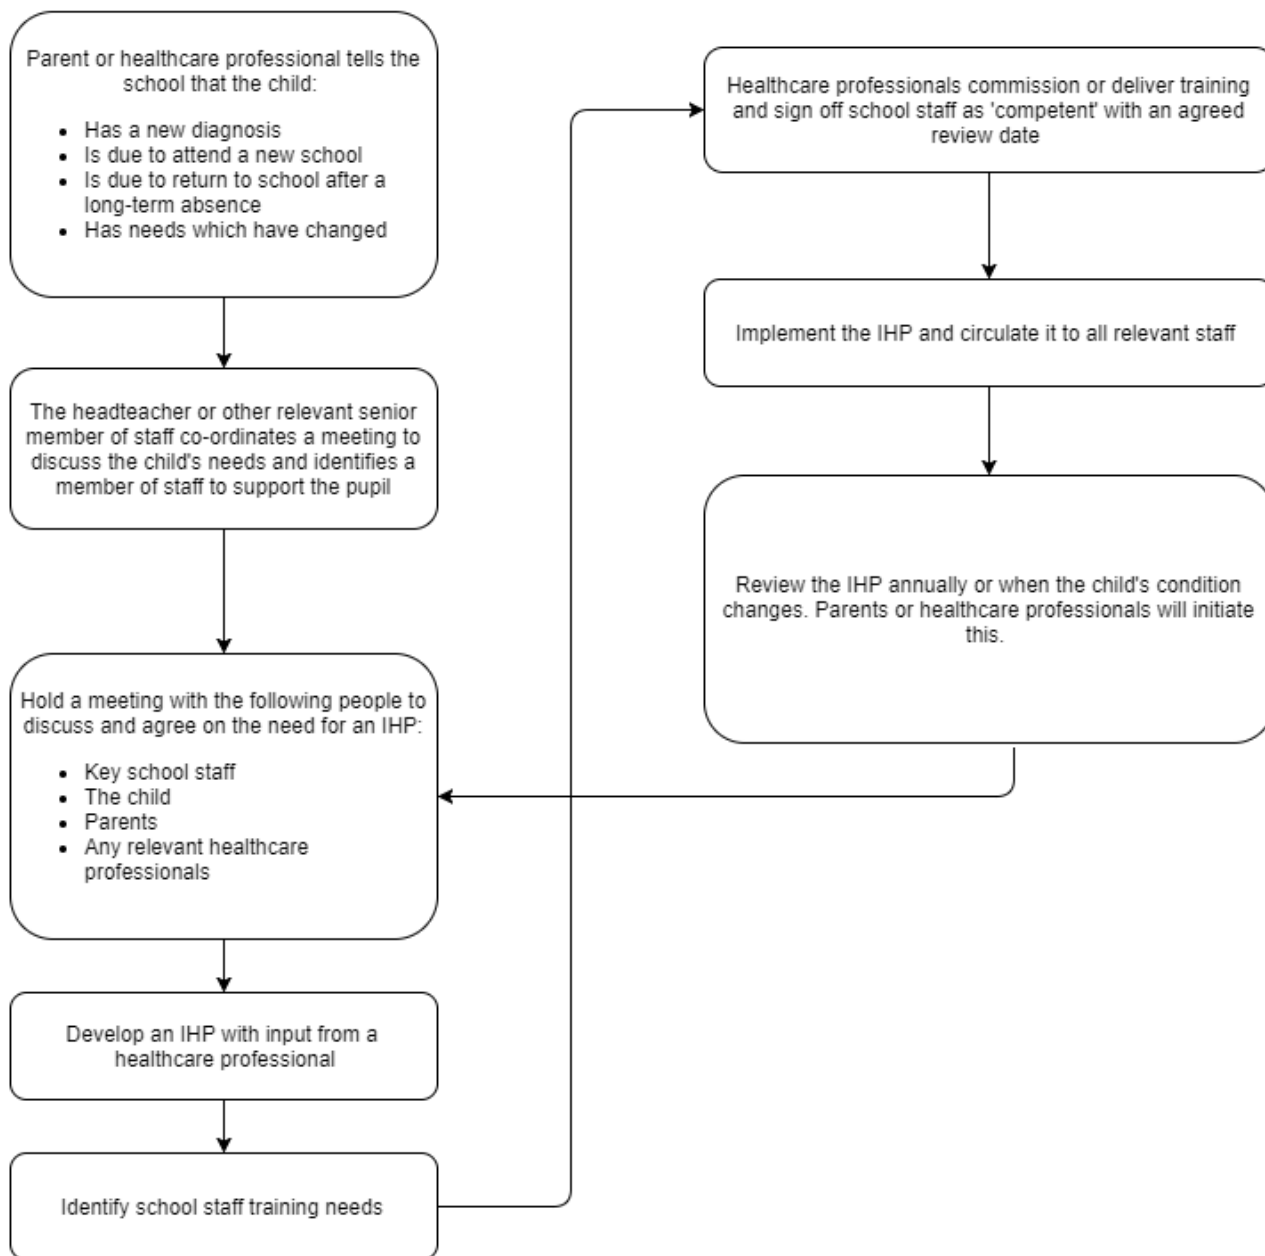 Parent or healthcare professional tells the
school that the child:
• Has a new diagnosis
• Is due to attend a new school
• Is due to return to school after a
long-term absence
• Has needs which have changed
The headteacher or other relevant senior
member of staff co-ordinates a meeting to
discuss the child's needs and identifies a
member of staff to support the pupil
Hold a meeting with the following people to
discuss and agree on the need for an IHP:
• Key school staff
• The child
• Parents
• Any relevant healthcare
professionals
Develop an IHP with input from a
healthcare professional
Identify school staff training needs
Healthcare professionals commission or deliver training
and sign off school staff as 'competent' with an agreed
review date
Implement the IHP and circulate it to all relevant staff
Review the IHP annually or when the child's condition
changes. Parents or healthcare professionals will initiate
this.